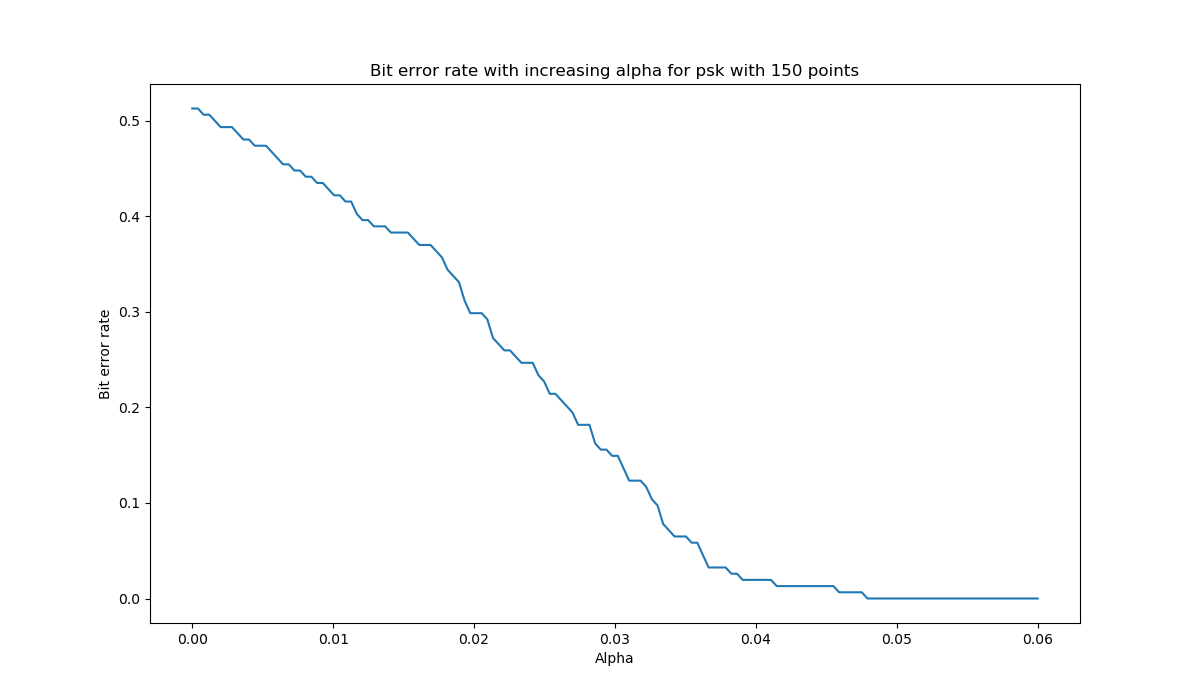 Bit error rate with increasing alpha for psk with 150 points
0.5
0.4
0.3
0.2
0.1
0.0
Bit error rate
0.00 0.01 0.02 0.03 0.04 0.05 0.06
Alpha